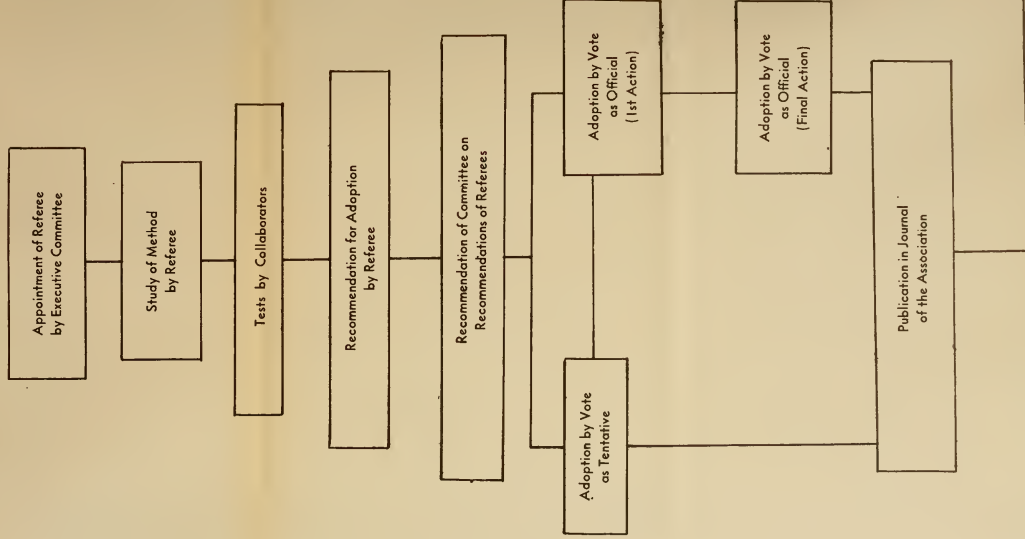 Appointment of Referee
by Executive Committee
Study of Method
by Referee
Tests by Collaborators
Recommendation for Adoption
by Referee
Recommendation of Committee on
Recommendations of Referees
Adoption by Vote
as Tentative
Adoption by Vote
as Official
(1st Action)
Adoption by Vote
as Official
(Final Action)
Publication in Journal
of the Association